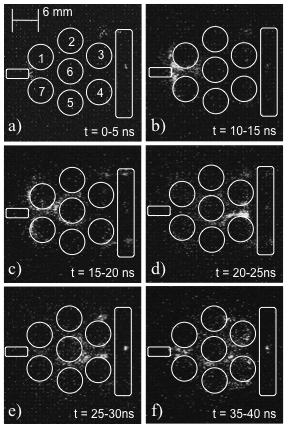 6 mm
2
1
3
6
7
4
5
a)
t = 0-5 ns
b)
t = 10-15 ns
c)
t = 15-20 ns
d)
t = 20-25ns
e)
t = 25-30ns
f)
t = 35-40 ns